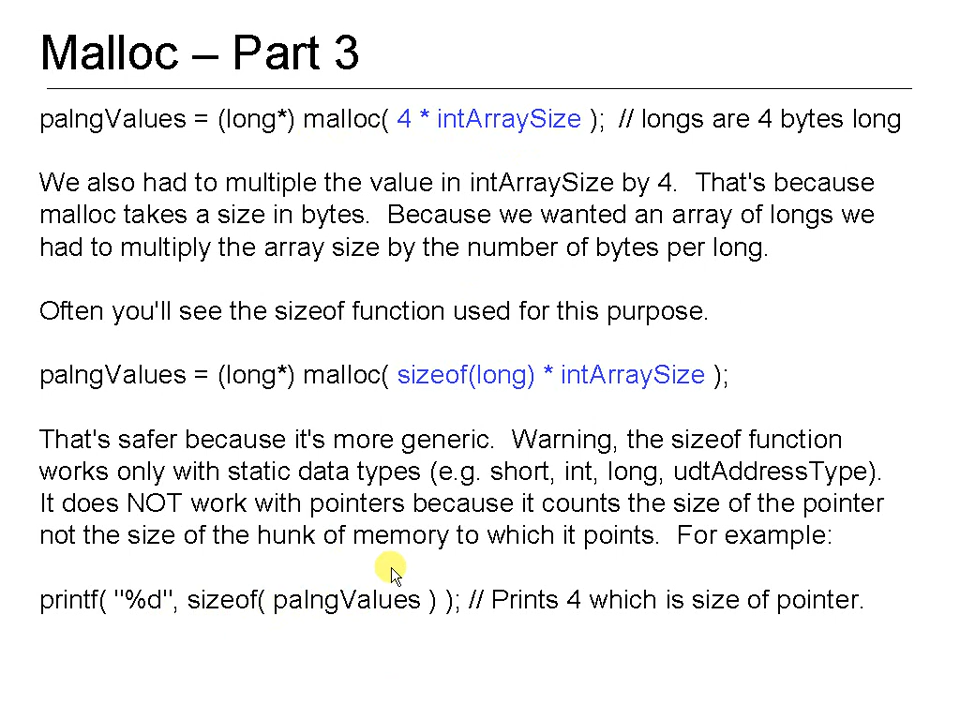 Malloc – Part 3
palngValues = (long*) malloc( 4 * intArraySize );  // longs are 4 bytes long
We also had to multiple the value in intArraySize by 4.  That's because
malloc takes a size in bytes.  Because we wanted an array of longs we
had to multiply the array size by the number of bytes per long.
Often you'll see the sizeof function used for this purpose.
palngValues = (long*) malloc( sizeof(long) * intArraySize );
That's safer because it's more generic.  Warning, the sizeof function
works only with static data types (e.g. short, int, long, udtAddressType).
It does NOT work with pointers because it counts the size of the pointer
not the size of the hunk of memory to which it points.  For example:
printf( "%d", sizeof( palngValues ) ); // Prints 4 which is size of pointer.